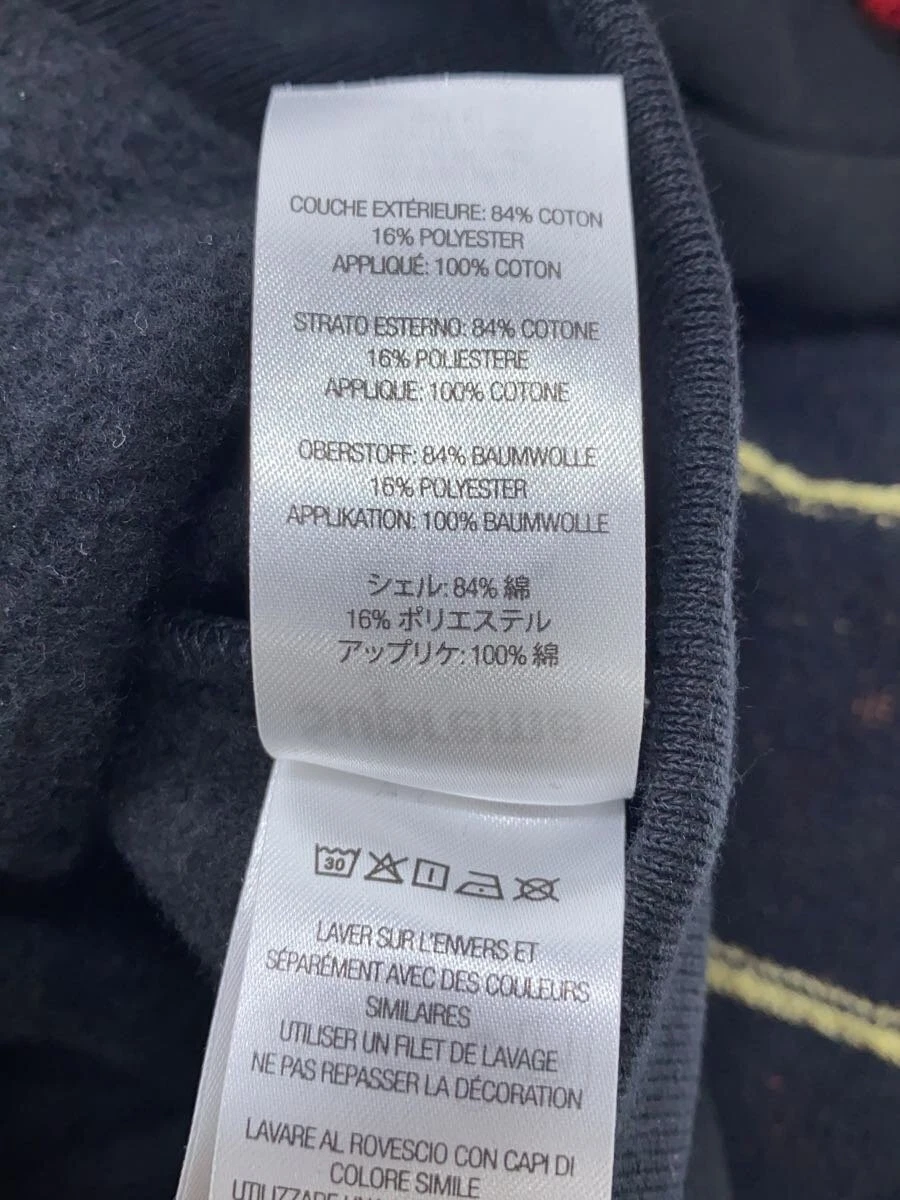 COUCHE EXTÉRIEURE: 84% COTON
16% POLYESTER
APPLIQUÉ: 100% COTON
STRATO ESTERNO: 84% COTONE
16% POLIESTERE
APPLIQUE: 100% COTONE
OBERSTOFF: 84% BAUMWOLLE
16% POLYESTER
APPLIKATION: 100% BAUMWOLLE
シェル: 84% 綿
16% ポリエステル
アップリケ: 100% 綿
30
LAVER SUR L'ENVERS ET
SÉPARÉMENT AVEC DES COULEURS
SIMILAIRES
UTILISER UN FILET DE LAVAGE
NE PAS REPASSER LA DÉCORATION
LAVARE AL ROVESCIO CON CAPI DI
COLORE SIMILE